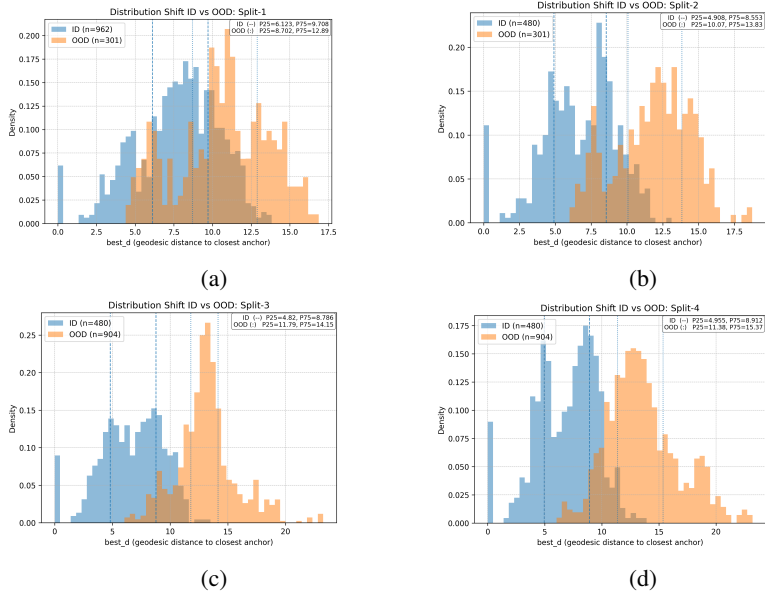 Distribution Shift ID vs OOD: Split-1
ID (n=962)
OOD (n=301)
ID (--) P25=6.123, P75=9.708
OOD (:) P25=8.702, P75=12.89
Density
0.200
0.175
0.150
0.125
0.100
0.075
0.050
0.025
0.000
0.0 2.5 5.0 7.5 10.0 12.5 15.0 17.5
best_d (geodesic distance to closest anchor)
(a)
Distribution Shift ID vs OOD: Split-2
ID (n=480)
OOD (n=301)
ID (--) P25=4.908, P75=8.553
OOD (:) P25=10.07, P75=13.83
Density
0.20
0.15
0.10
0.05
0.00
0.0 2.5 5.0 7.5 10.0 12.5 15.0 17.5
best_d (geodesic distance to closest anchor)
(b)
Distribution Shift ID vs OOD: Split-3
ID (n=480)
OOD (n=904)
ID (--) P25=4.82, P75=8.786
OOD (:) P25=11.79, P75=14.15
Density
0.25
0.20
0.15
0.10
0.05
0.00
0 5 10 15 20
best_d (geodesic distance to closest anchor)
(c)
Distribution Shift ID vs OOD: Split-4
ID (n=480)
OOD (n=904)
ID (--) P25=4.955, P75=8.912
OOD (:) P25=11.38, P75=15.37
Density
0.175
0.150
0.125
0.100
0.075
0.050
0.025
0.000
0 5 10 15 20
best_d (geodesic distance to closest anchor)
(d)